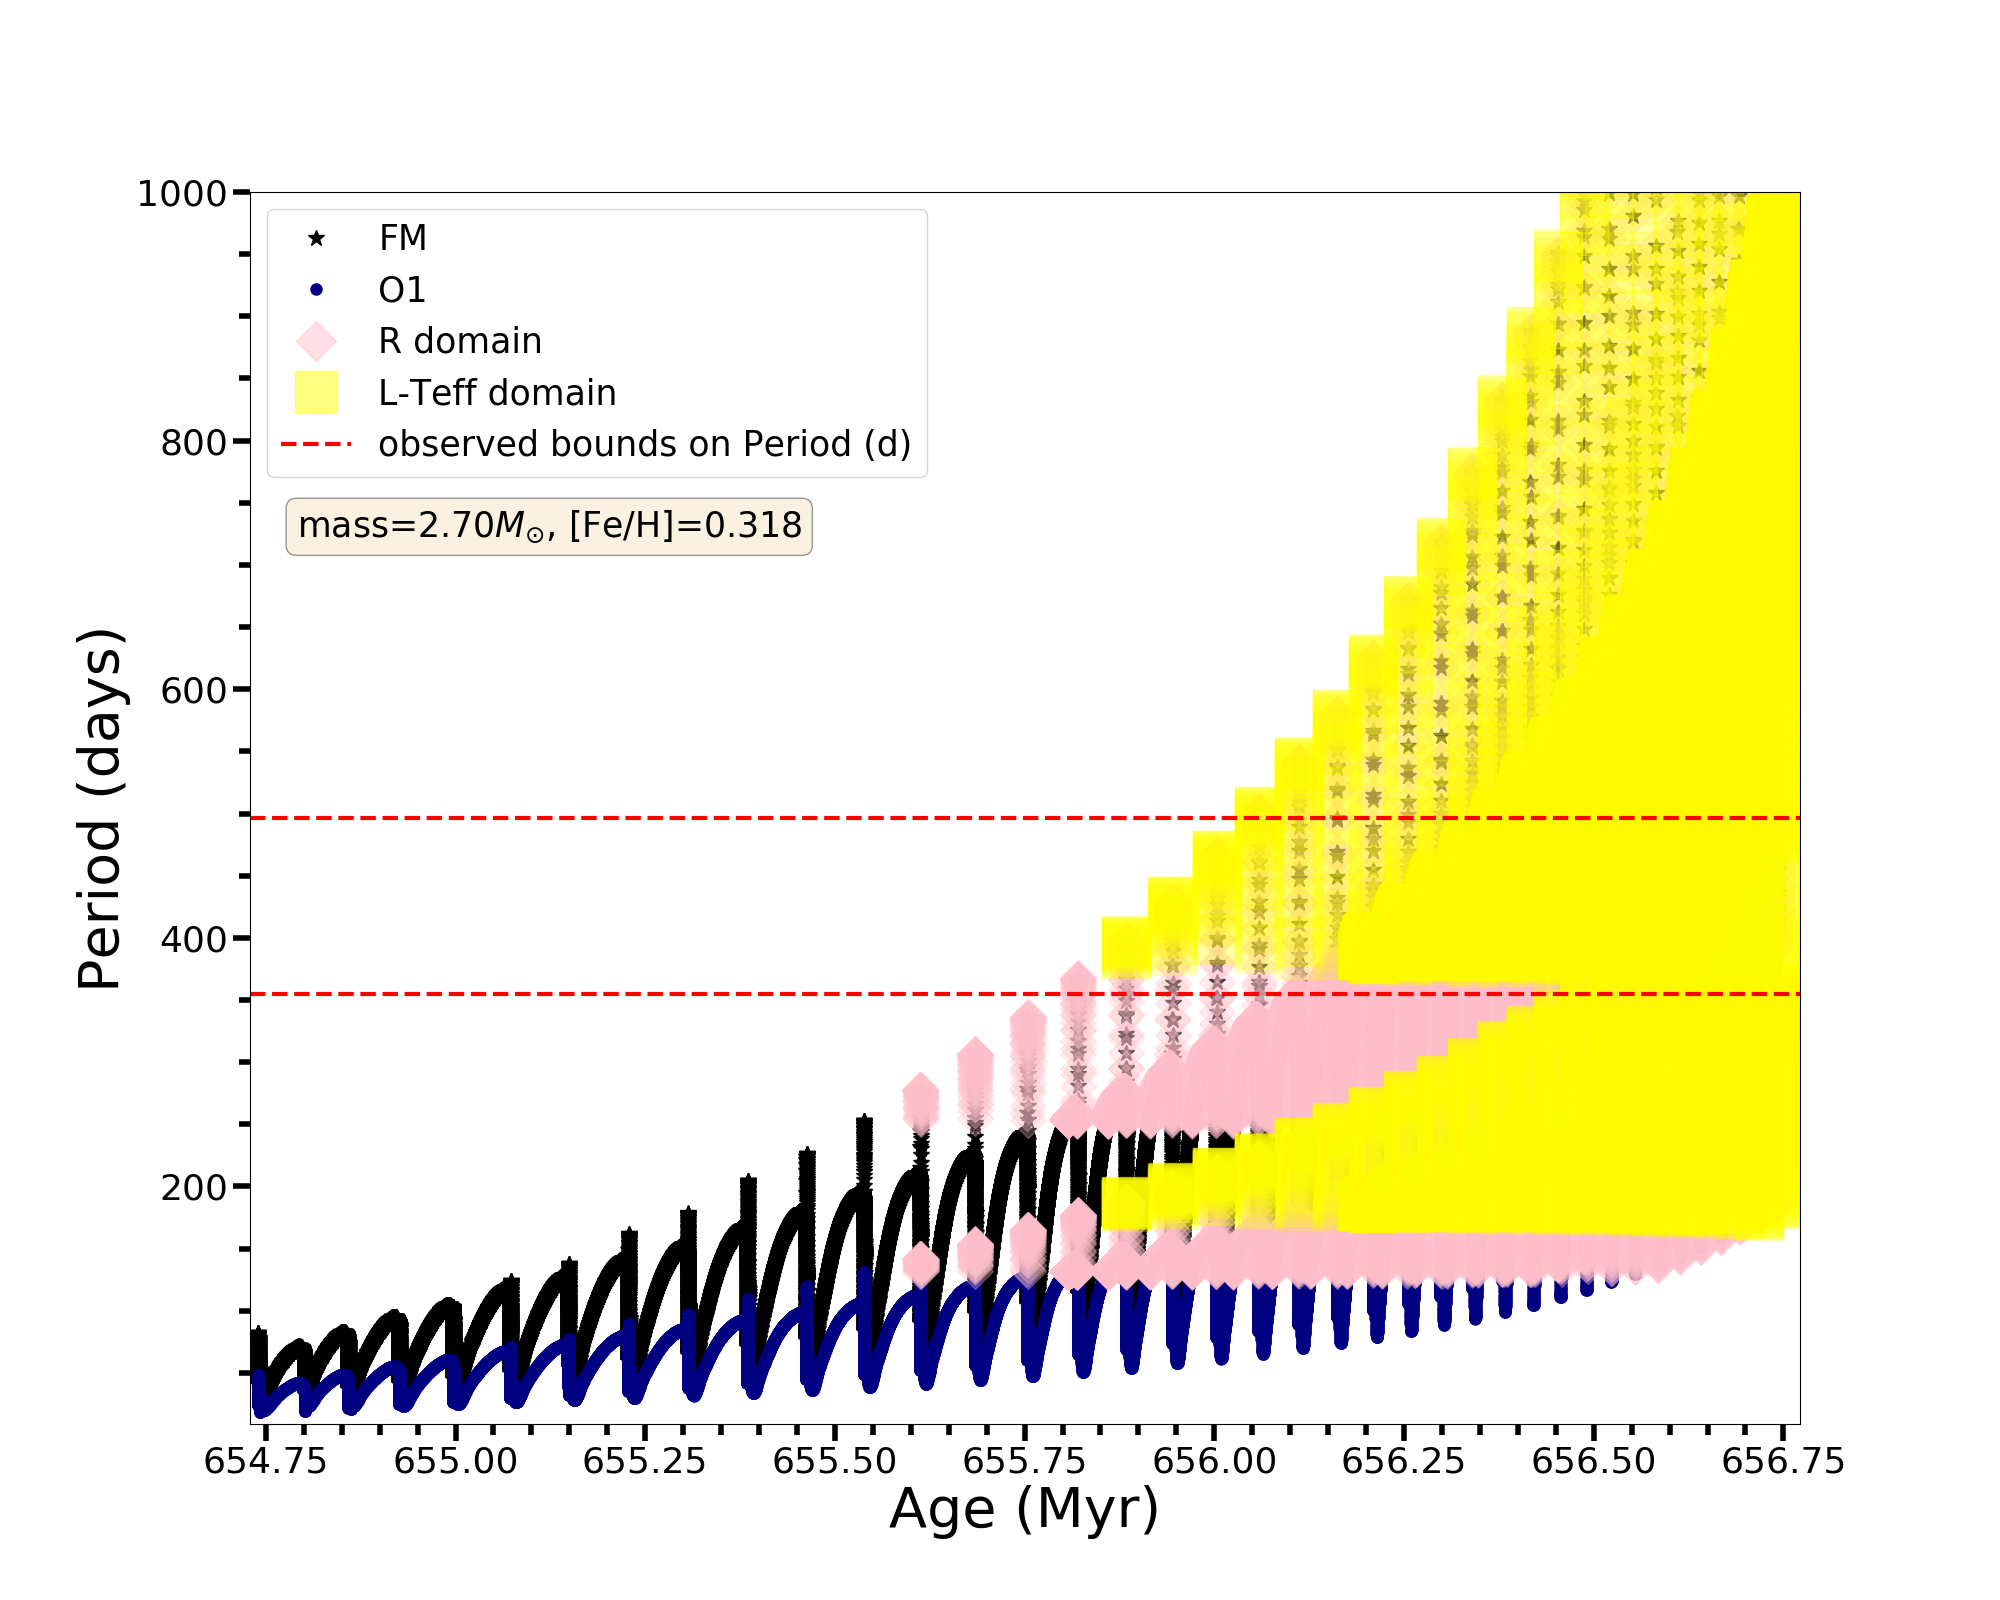 1000
800
600
400
200
Period (days)
FM
O1
R domain
L-Teff domain
observed bounds on Period (d)
mass=2.70M☉, [Fe/H]=0.318
654.75 655.00 655.25 655.50 655.75 656.00 656.25 656.50 656.75
Age (Myr)